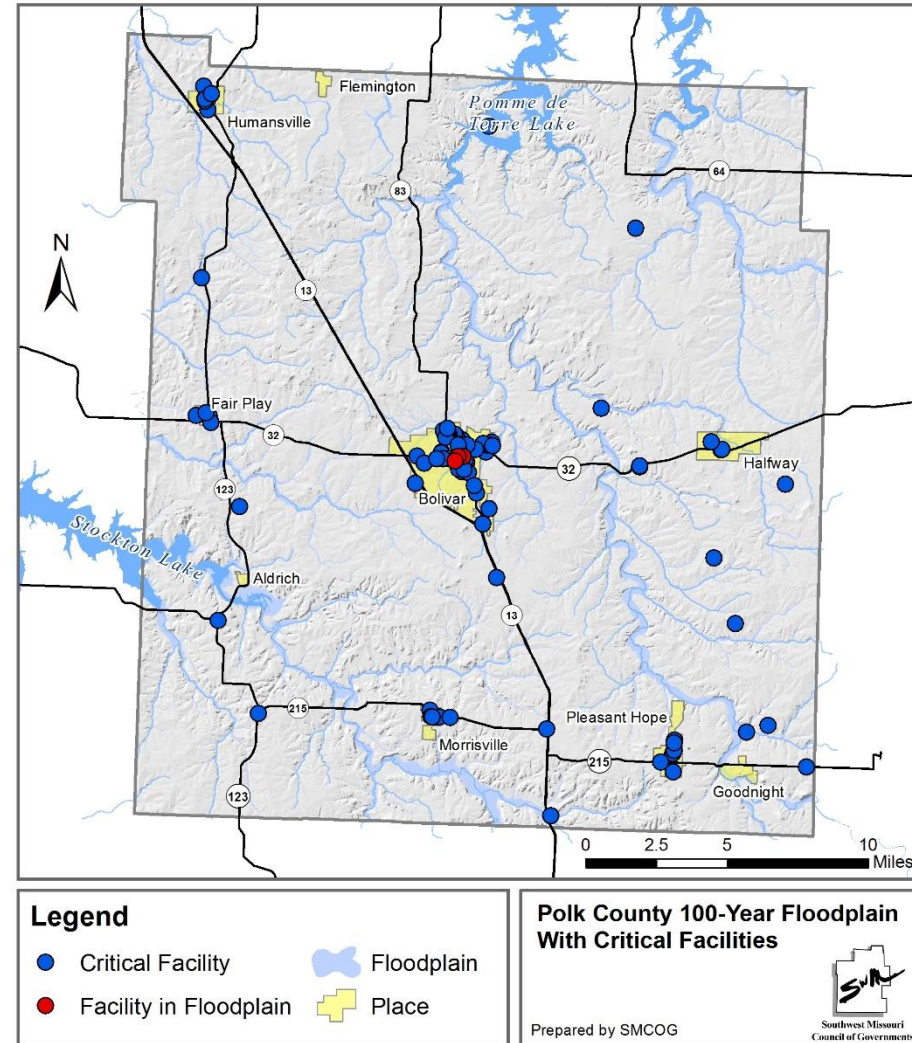 Flemington
Humansville
Pomme de
Terre Lake
64
83
N
13
Fair Play
32
32
Halfway
Bolivar
123
Stockton Lake
Aldrich
13
215
Pleasant Hope
Morrisville
215
Goodnight
123
0 2.5 5 10
Miles
Legend
Critical Facility
Floodplain
Facility in Floodplain
Place
Polk County 100-Year Floodplain
With Critical Facilities
Prepared by SMCOG
Southwest Missouri
Council of Governments